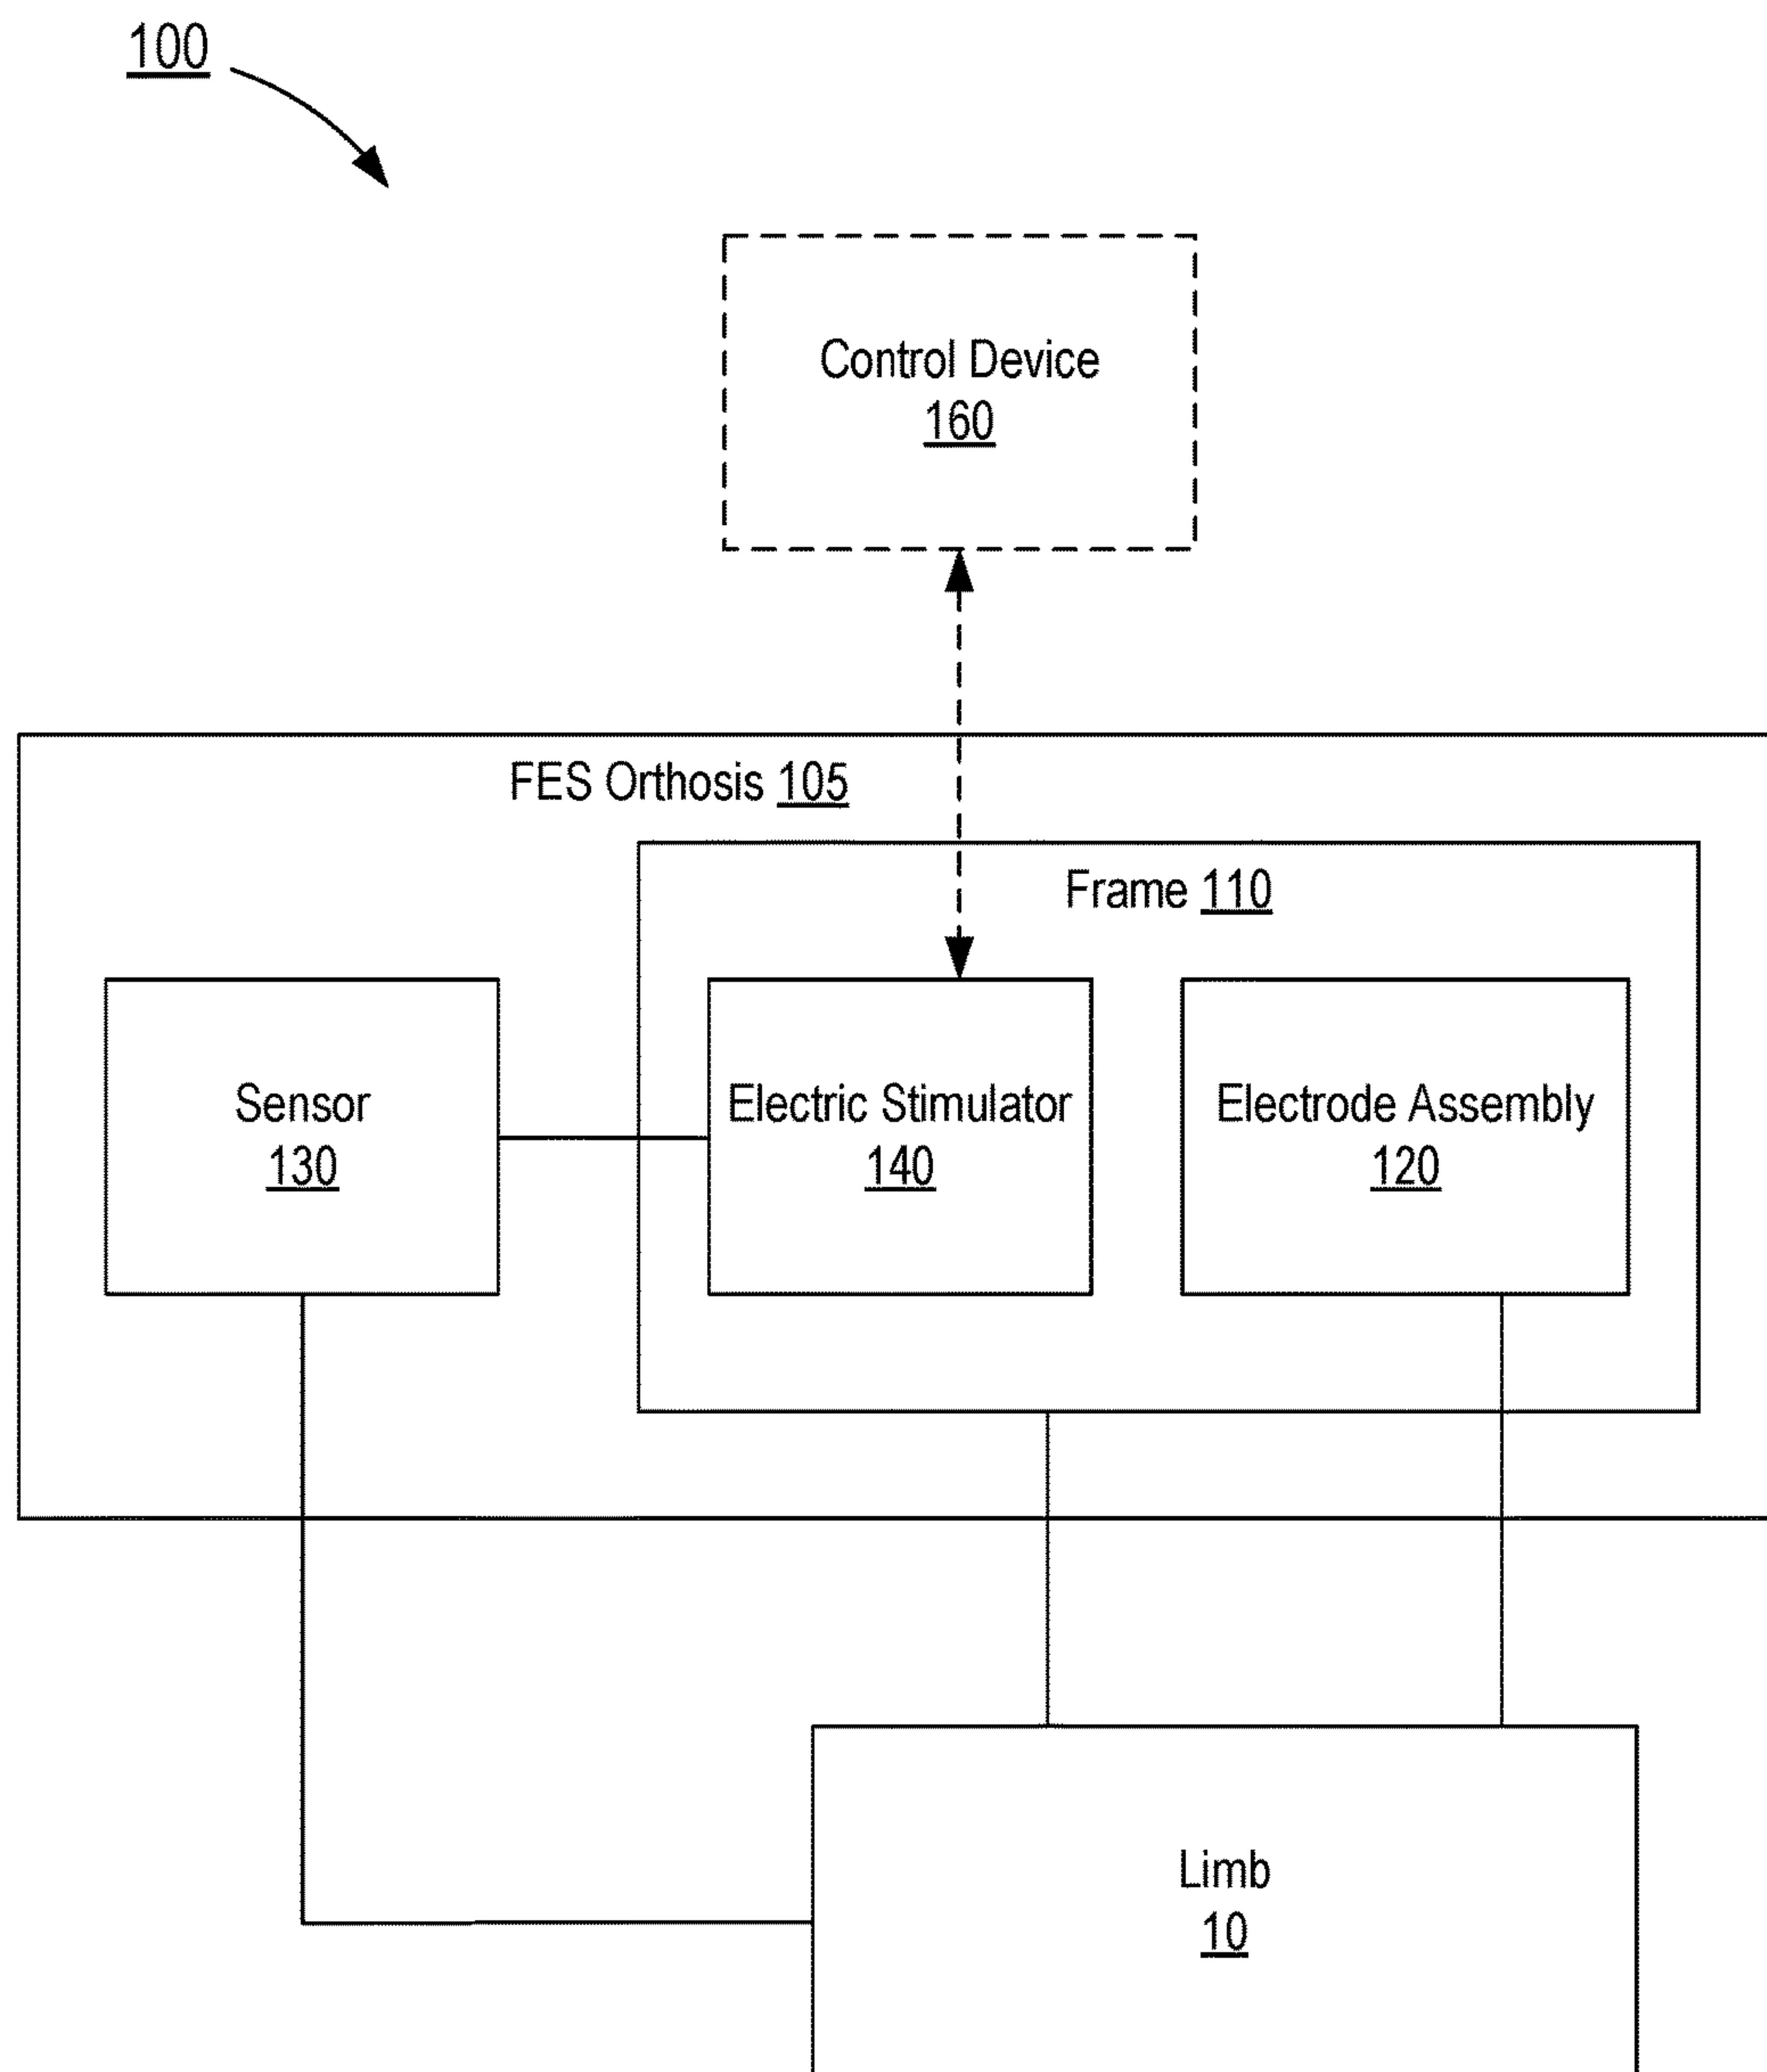 100
Control Device
160
FES Orthosis 105
Frame 110
Sensor
130
Electric Stimulator
140
Electrode Assembly
120
Limb
10